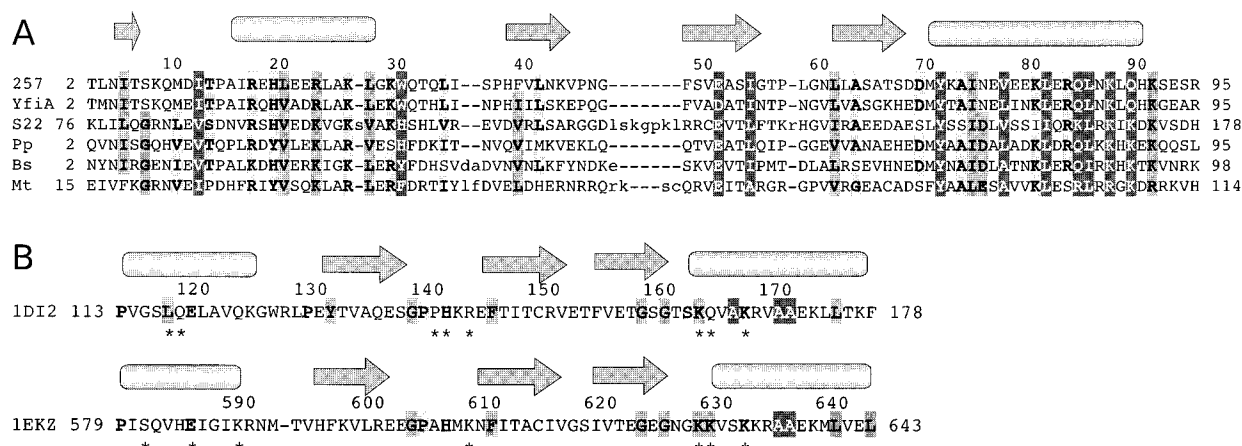 A
10 20 30 40 50 60 70 80 90
257 2 TLNITSKQMDITPAIREHLEERLAK-LGKWQTQLI--SPHFVLNKVPNG-------FSVEASIGTP-LGNLLASATSDDMYKAINEVEEKLERQLNKLQHKSESR 95
YfiA 2 TMNITSKQMEITPAIRQHVADRLAK-LEKWQTHLI--NPHIILSKEPQG-------FVADATINTP-NGVLVASGKHEDMYTAINELINKLERQLNKLQHKGEAR 95
S22 76 KLILQGRNLEVSDNVRSHVEDKVGKsVAKHSHLVR--EVDVRLSARGGDlskgpklRRCEVTLFTKrHGVIRAEEDAESLYSSIDLVSSIIQRKLRKIKDKVSDH 178
Pp 2 QVNISGQHVEVTQPLRDYVLEKLAR-VESHFDKIT--NVQVIMKVEKLQ-------QTVEATLQIP-GGEVVANAEHEDMYAAIDALADKLDRQLKKHKEKQQSL 95
Bs 2 NYNIRGENIEVTPALKDHVERKIGK-LERYFDHSVdaDVNVNLKFYNDKe------SKVEVTIPMT-DLALRSEVHNEDMYAAIDLATNKLERQIRKHKTKVNRK 98
Mt 15 EIVFKGRNVEIPDHFRIYVSQKLAR-LERFDRTIYlfDVELDHERNRRQrk---scQRVEITARGR-GPVVRGEACADSFYAALESAVVKLESRLRRGKDRRKVH 114
B
120 130 140 150 160 170
1DI2 113 PVGSLQELAVQKGWRLPEYTVAQESGPPHKREFTITCRVETFVETGSGTSKQVAKRVAAEKLLTKF 178
** ** * ** *
590 600 610 620 630 640
1EKZ 579 PISQVHEIGIKRNM-TVHFKVLREEGPAHMKNFITACIVGSIVTEGEGNGKKVSKKRAAEKMLVEL 643
* * * * ** *